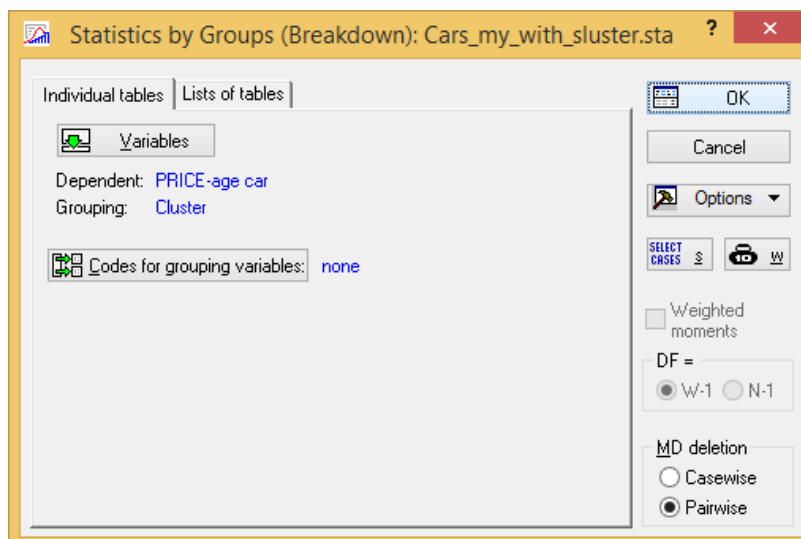 Statistics by Groups (Breakdown): Cars_my_with_sluster.sta ? ×
Individual tables Lists of tables
Variables
Dependent: PRICE-age car
Grouping: Cluster
Codes for grouping variables: none
OK
Cancel
Options
SELECT CASES S W
Weighted moments
DF =
W-1 N-1
MD deletion
Casewise
Pairwise